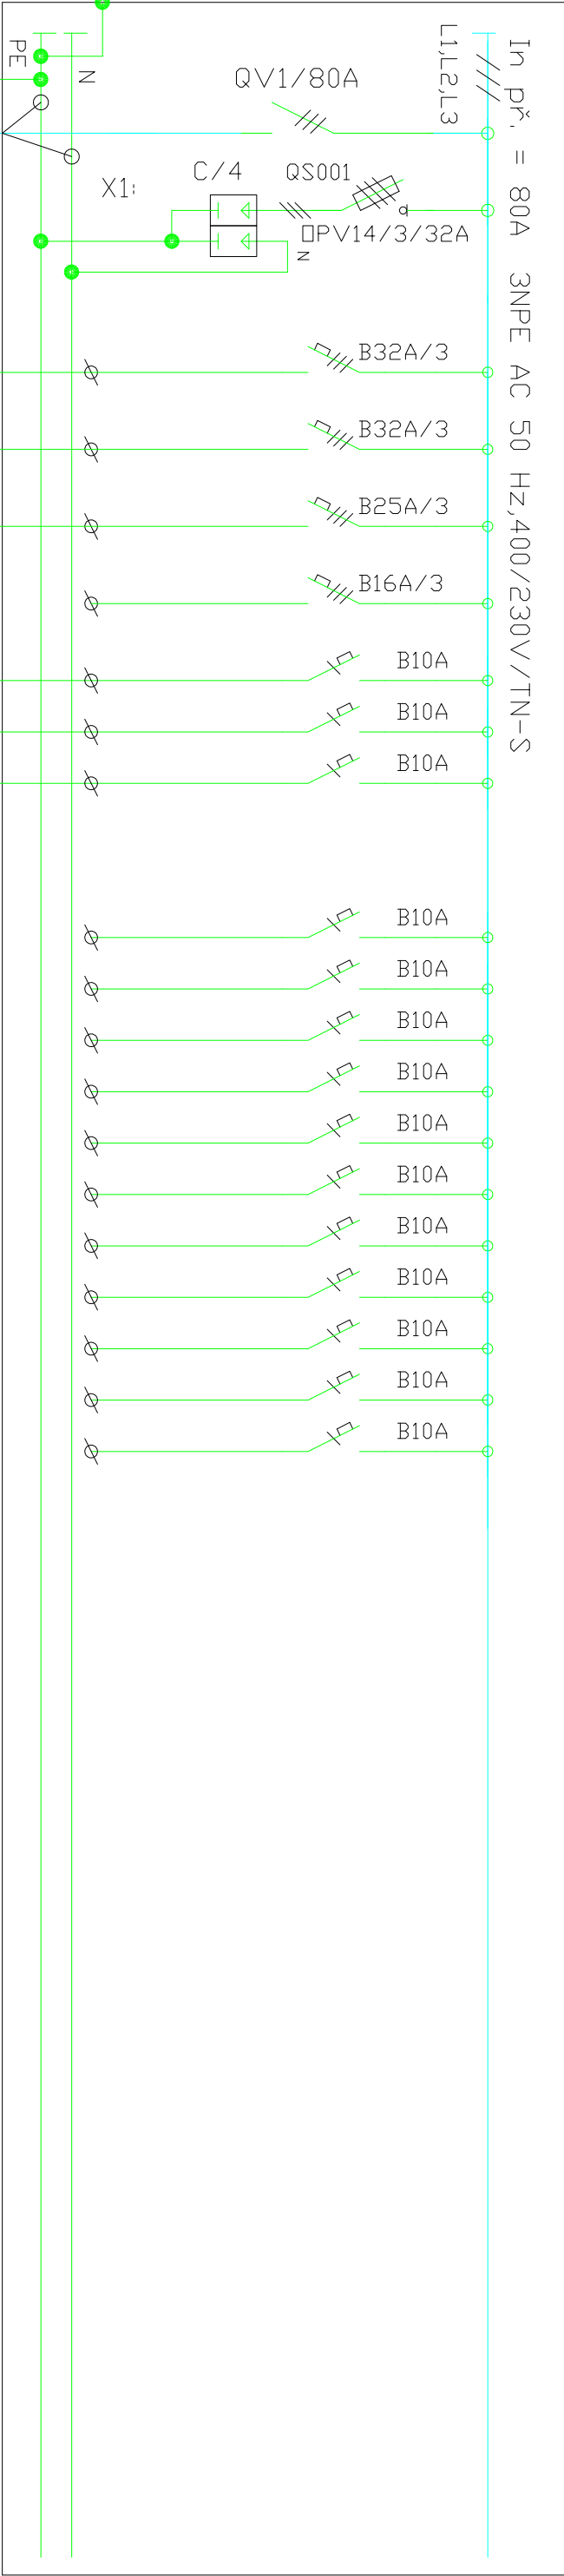 In př. = 80A 3NPE AC 50 Hz,400/230V/TN-S
L1,L2,L3
PE
N
QV1/80A
X1:
C/4
QS001
OPV14/3/32A
N
B32A/3
B32A/3
B25A/3
B16A/3
B10A
B10A
B10A
B10A
B10A
B10A
B10A
B10A
B10A
B10A
B10A
B10A
B10A
B10A